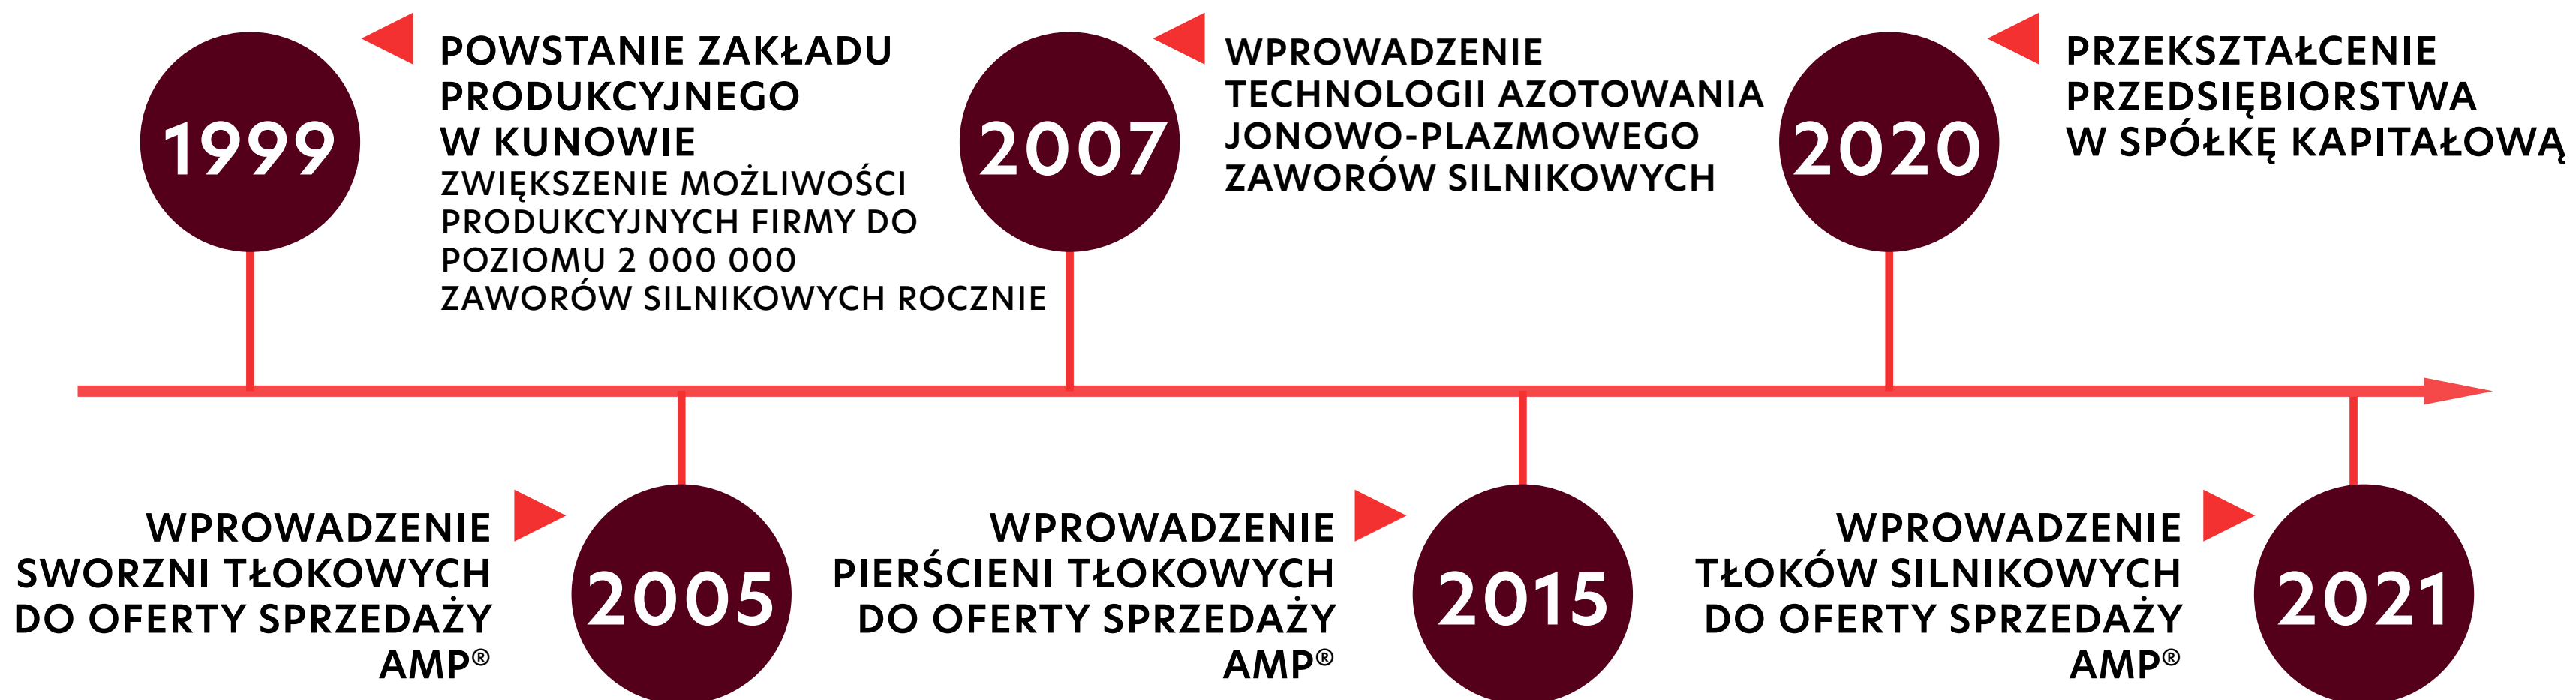 1999
POWSTANIE ZAKŁADU
PRODUKCYJNEGO
W KUNOWIE
ZWIĘKSZENIE MOŻLIWOŚCI
PRODUKCYJNYCH FIRMY DO
POZIOMU 2 000 000
ZAWORÓW SILNIKOWYCH ROCZNIE
2007
WPROWADZENIE
TECHNOLOGII AZOTOWANIA
JONOWO-PLAZMOWEGO
ZAWORÓW SILNIKOWYCH
2020
PRZEKSZTAŁCENIE
PRZEDSIĘBIORSTWA
W SPÓŁKĘ KAPITAŁOWĄ
WPROWADZENIE
SWORZNI TŁOKOWYCH
DO OFERTY SPRZEDAŻY
AMP®
2005
WPROWADZENIE
PIERŚCIENI TŁOKOWYCH
DO OFERTY SPRZEDAŻY
AMP®
2015
WPROWADZENIE
TŁOKÓW SILNIKOWYCH
DO OFERTY SPRZEDAŻY
AMP®
2021